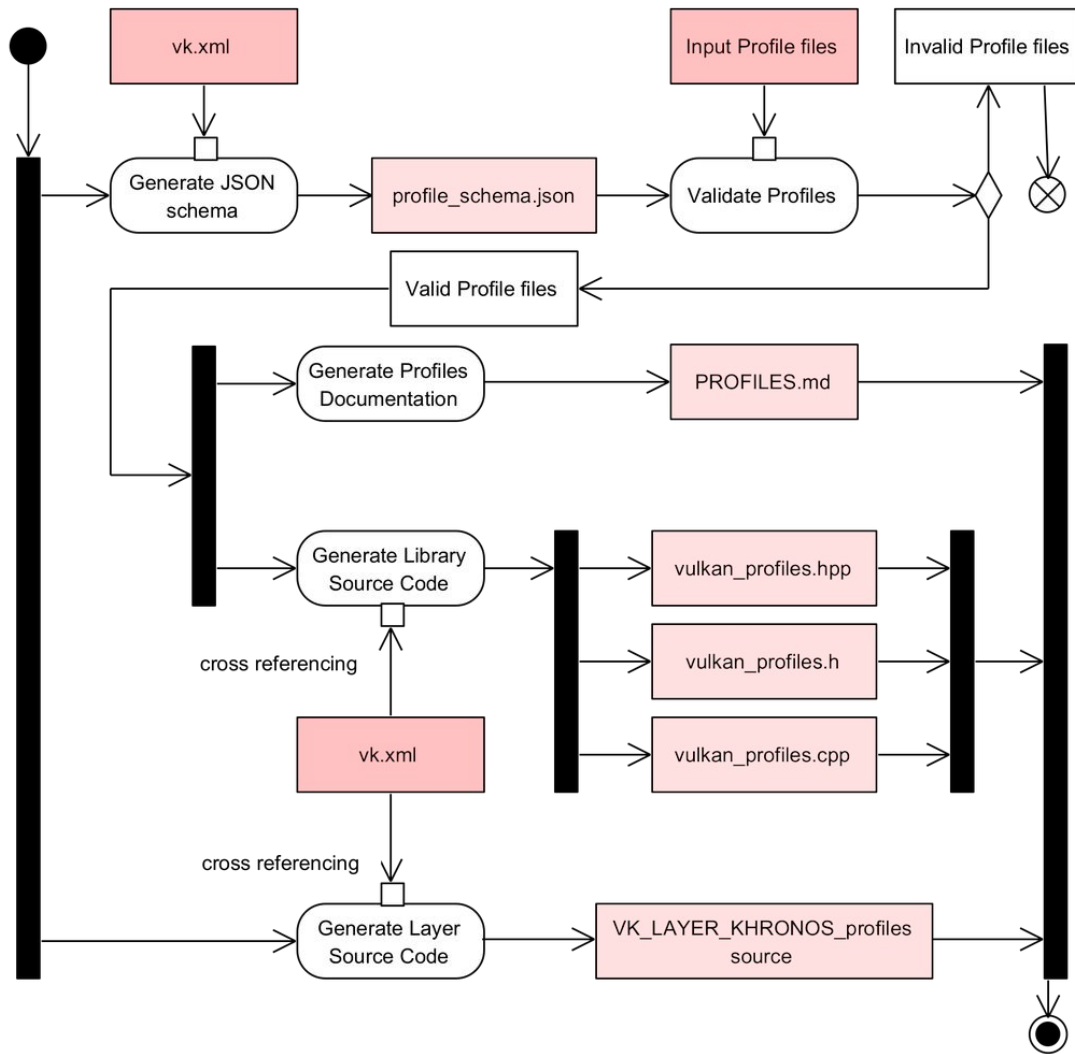 vk.xml
Input Profile files
Invalid Profile files
Generate JSON
schema
profile_schema.json
Validate Profiles
Valid Profile files
Generate Profiles
Documentation
PROFILES.md
Generate Library
Source Code
vulkan_profiles.hpp
cross referencing
vulkan_profiles.h
vk.xml
vulkan_profiles.cpp
cross referencing
Generate Layer
Source Code
VK_LAYER_KHRONOS_profiles
source